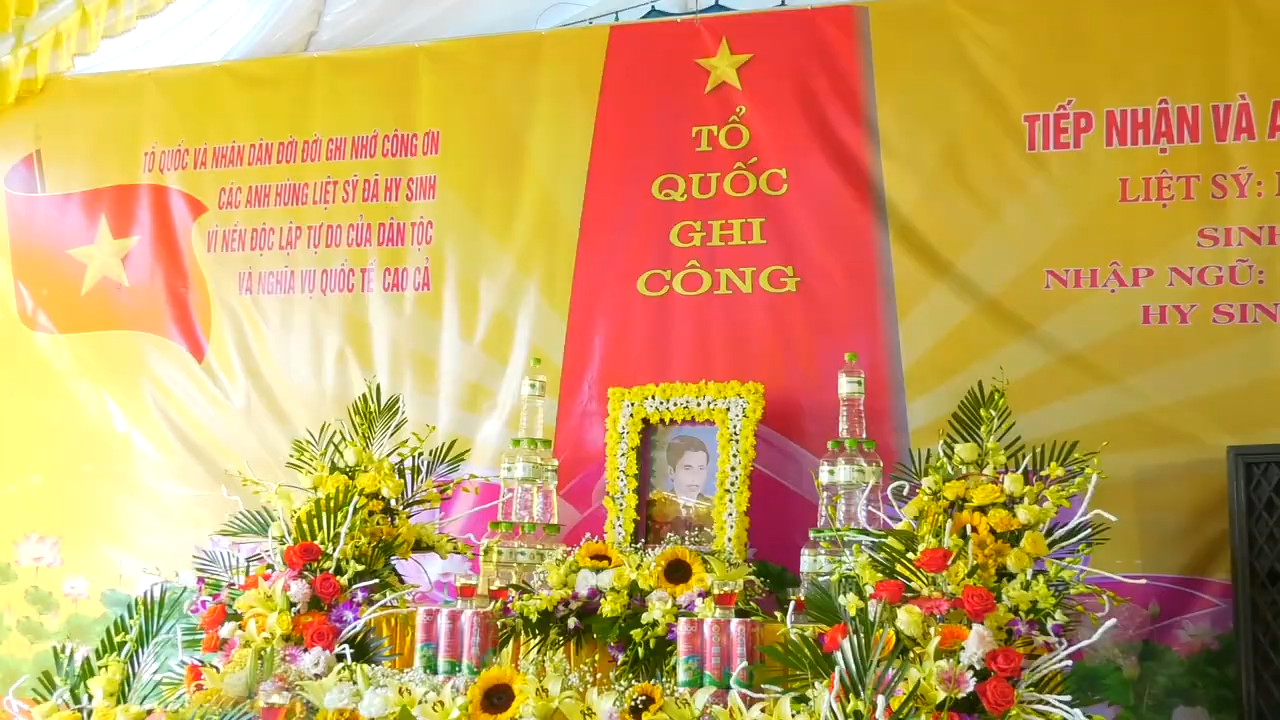 TỔ QUỐC VÀ NHÂN DÂN ĐỜI ĐỜI GHI NHỚ CÔNG ƠN
CÁC ANH HÙNG LIỆT SỸ ĐÃ HY SINH
VÌ NỀN ĐỘC LẬP TỰ DO CỦA DÂN TỘC
VÀ NGHĨA VỤ QUỐC TẾ CAO CẢ
TỔ
QUỐC
GHI
CÔNG
TIẾP NHẬN VÀ
LIỆT SỸ:
SINH
NHẬP NGŨ:
HY SIN